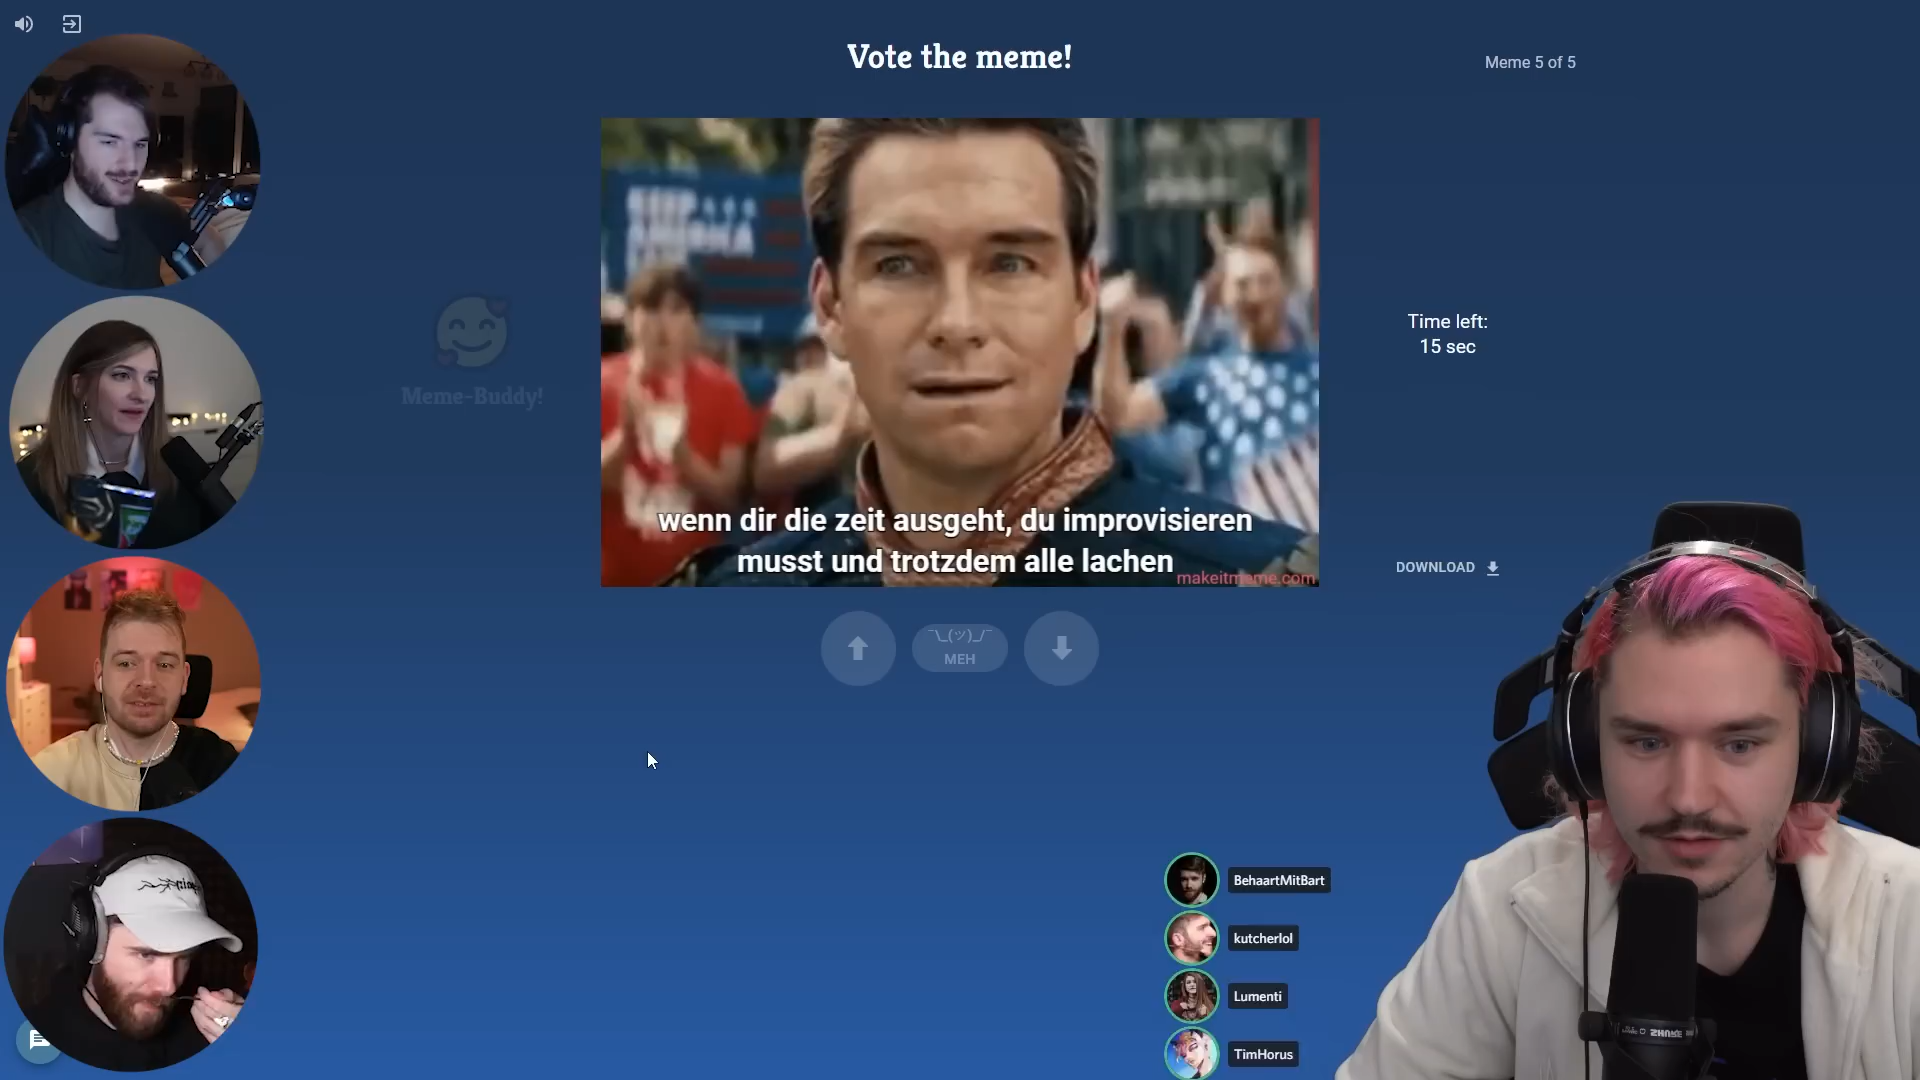 Vote the meme!
Meme 5 of 5
Time left:
15 sec
Meme-Buddy!
wenn dir die zeit ausgeht, du improvisieren
musst und trotzdem alle lachen
makeitmeme.com
DOWNLOAD
¯\_(ツ)_/¯
MEH
BehaartMitBart
kutcherlol
Lumenti
TimHorus